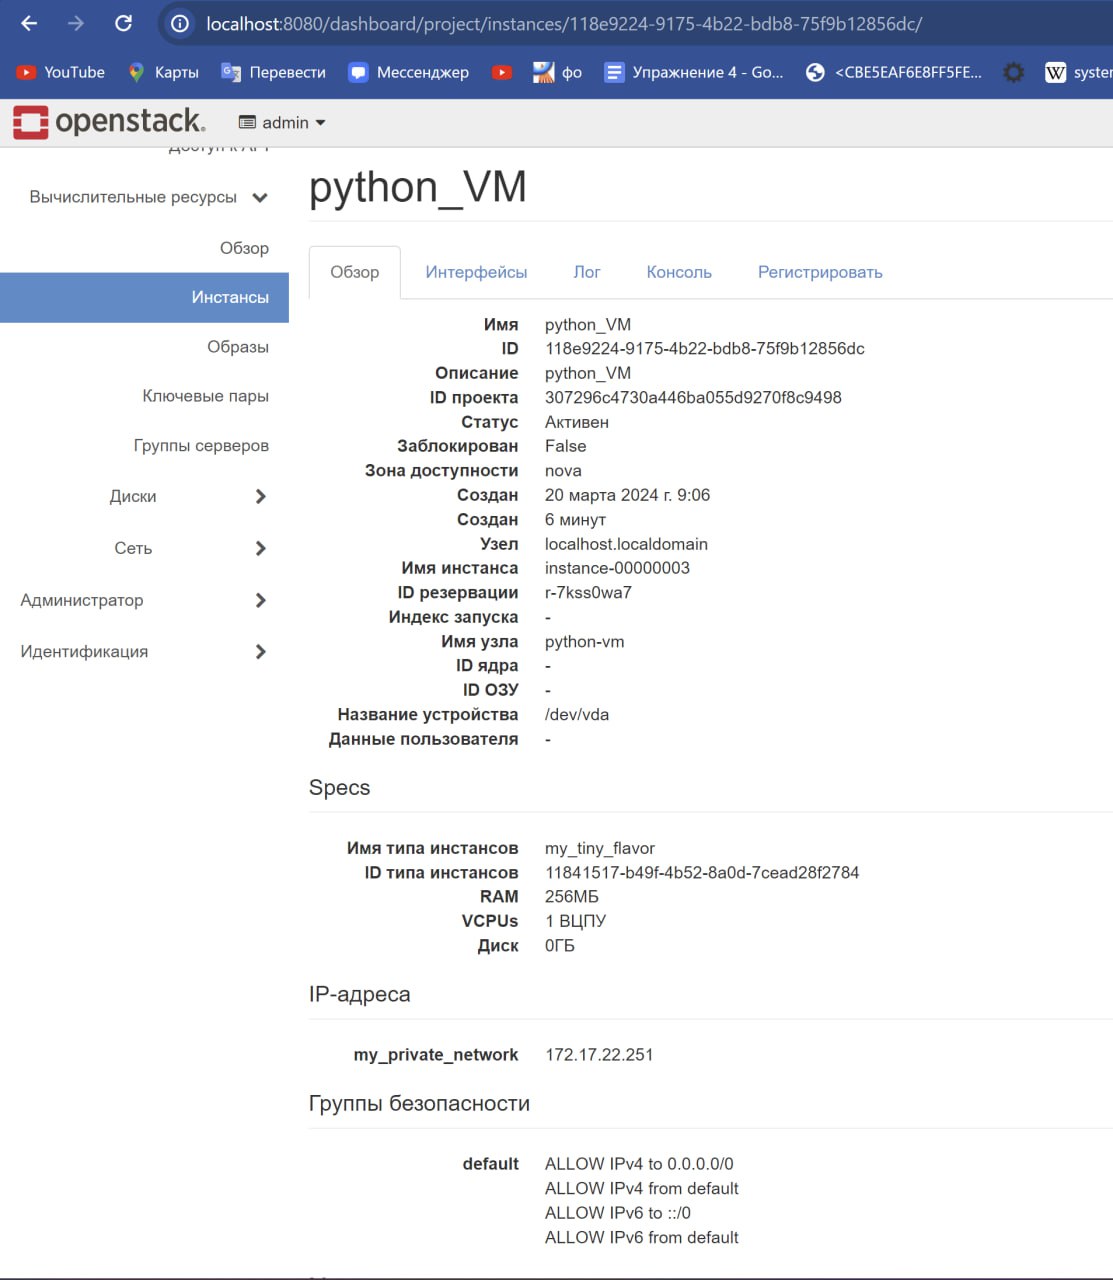 localhost:8080/dashboard/project/instances/118e9224-9175-4b22-bdb8-75f9b12856dc/
YouTube Карты Перевести Мессенджер фо Упражнение 4 - Go... <CBE5EAF6E8FF5FE... W syster
openstack. admin
Доступ к API
Вычислительные ресурсы
Обзор
Инстансы
Образы
Ключевые пары
Группы серверов
Диски
Сеть
Администратор
Идентификация
python_VM
Обзор Интерфейсы Лог Консоль Регистрировать
Имя python_VM
ID 118e9224-9175-4b22-bdb8-75f9b12856dc
Описание python_VM
ID проекта 307296c4730a446ba055d9270f8c9498
Статус Активен
Заблокирован False
Зона доступности nova
Создан 20 марта 2024 г. 9:06
Создан 6 минут
Узел localhost.localdomain
Имя инстанса instance-00000003
ID резервации r-7kss0wa7
Индекс запуска -
Имя узла python-vm
ID ядра -
ID ОЗУ -
Название устройства /dev/vda
Данные пользователя -
Specs
Имя типа инстансов my_tiny_flavor
ID типа инстансов 11841517-b49f-4b52-8a0d-7cead28f2784
RAM 256МБ
VCPUs 1 ВЦПУ
Диск 0ГБ
IP-адреса
my_private_network 172.17.22.251
Группы безопасности
default ALLOW IPv4 to 0.0.0.0/0
ALLOW IPv4 from default
ALLOW IPv6 to ::/0
ALLOW IPv6 from default